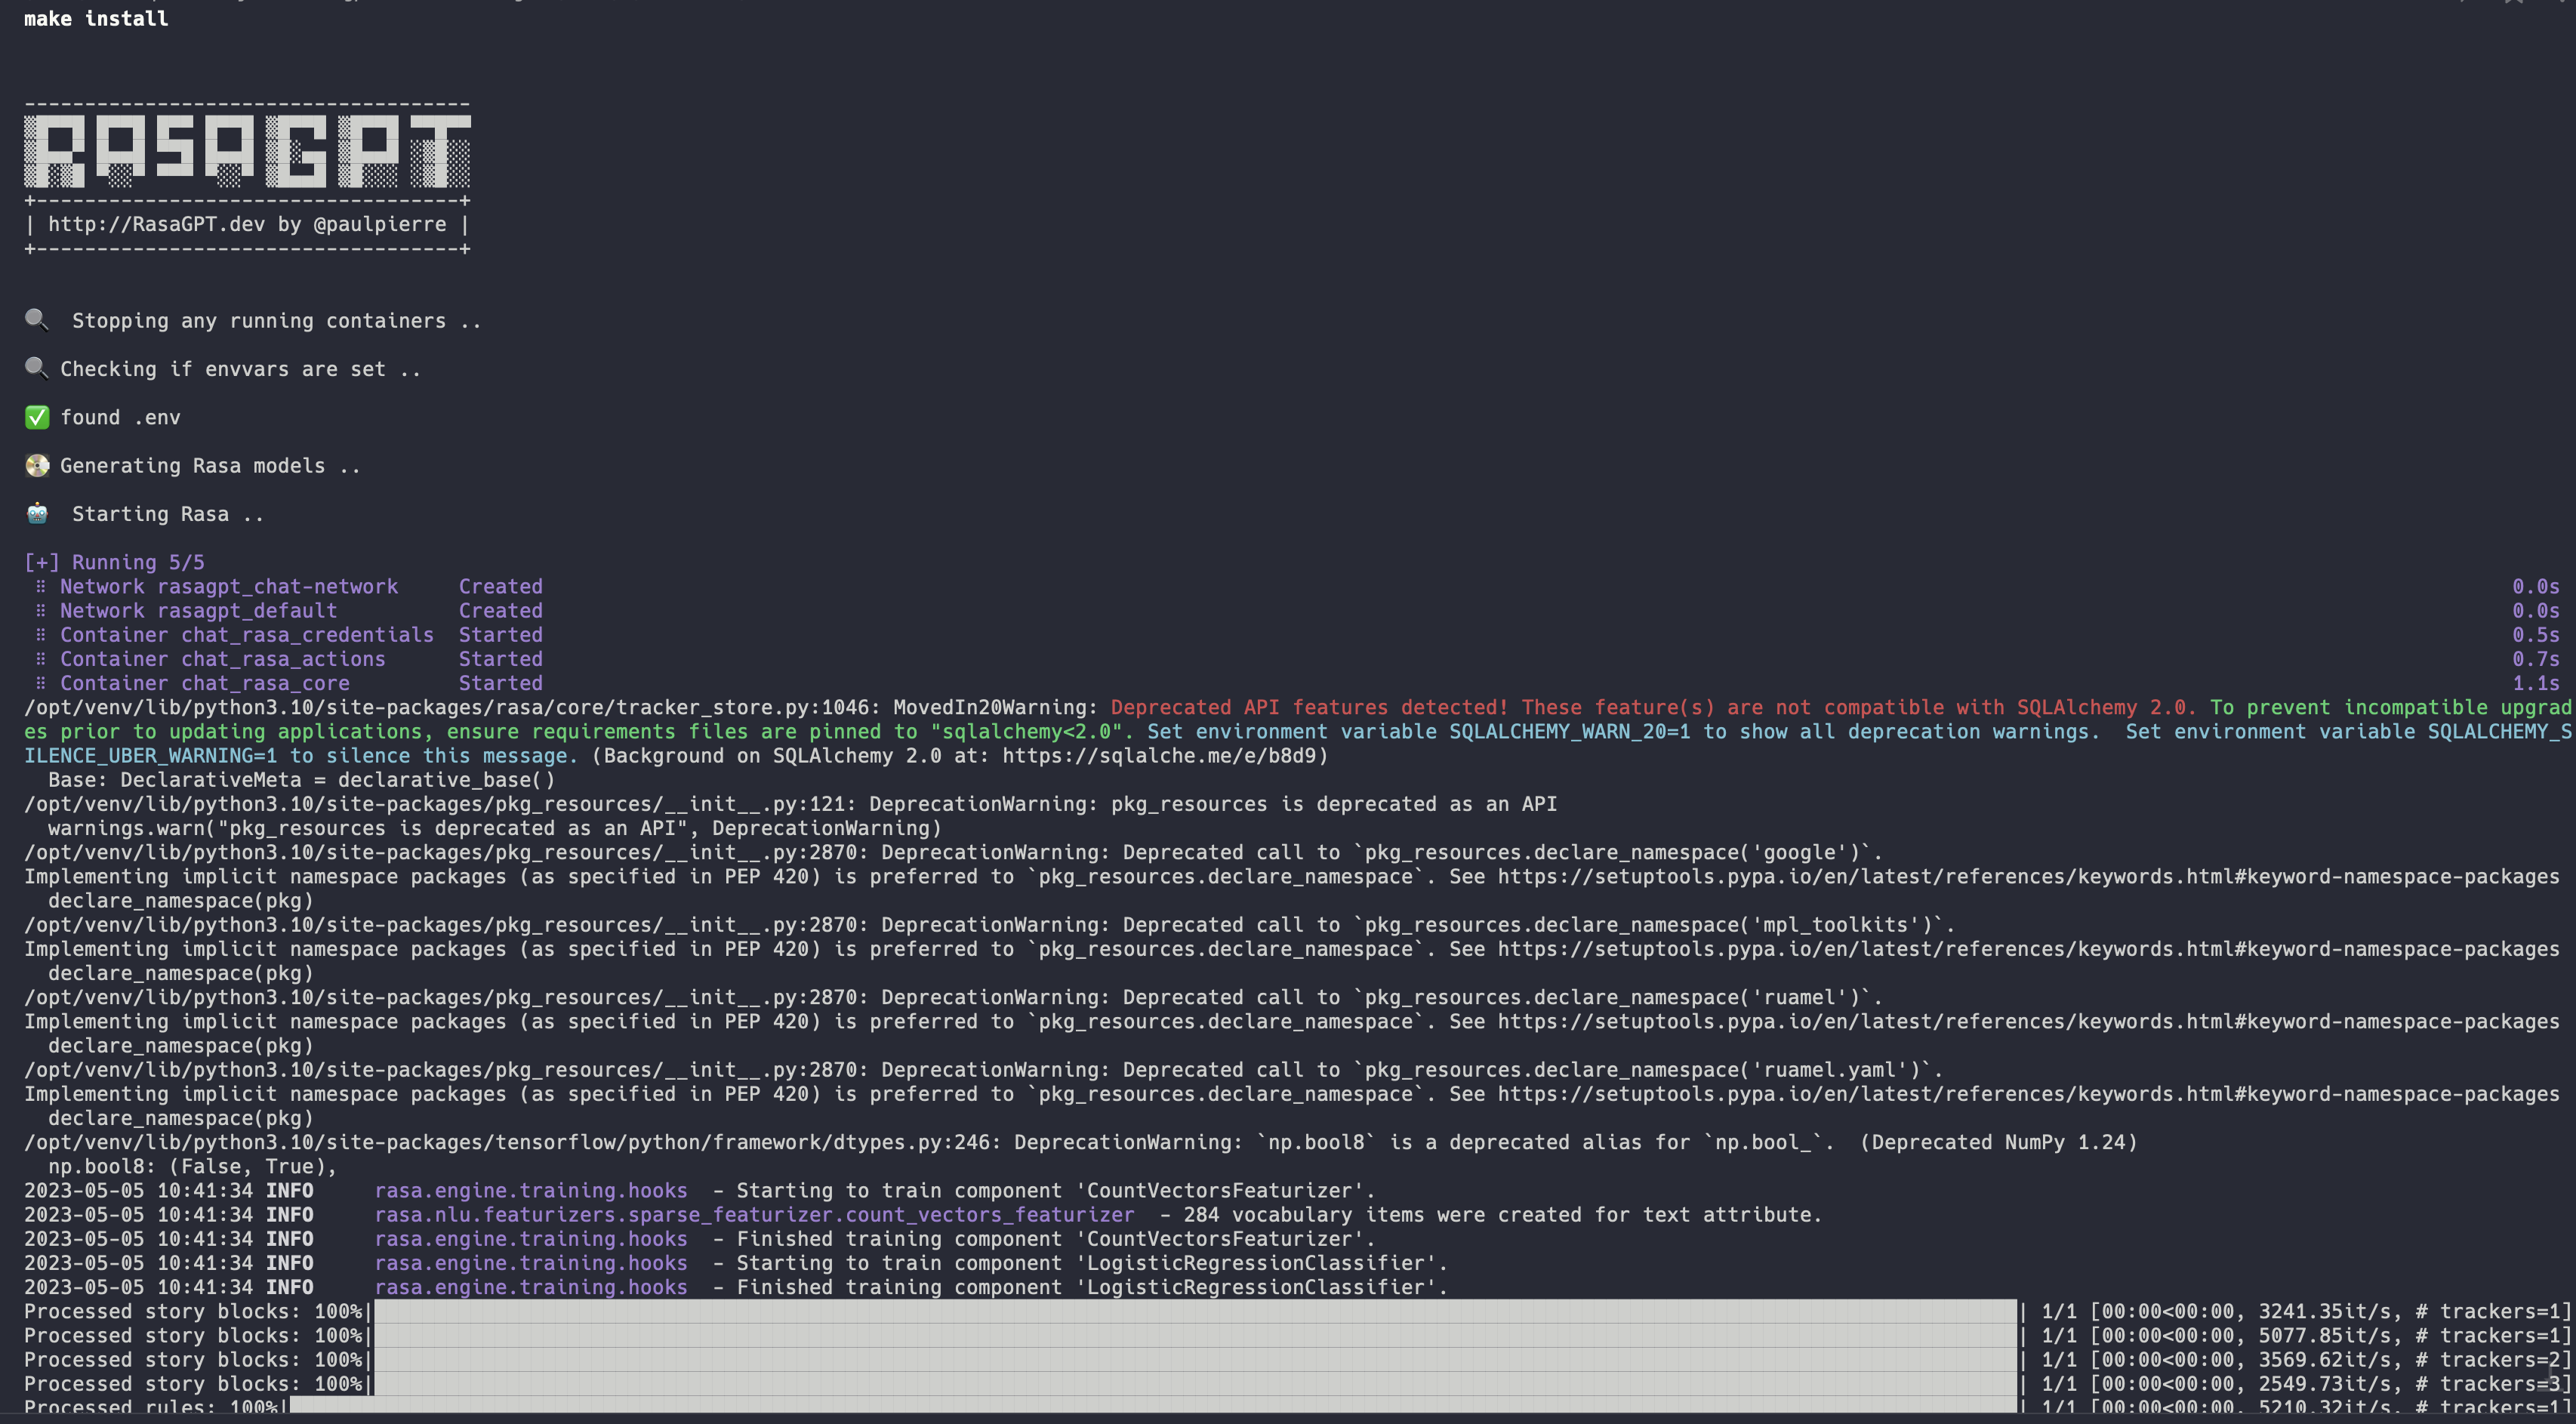 make install
-------------------------------------
RASAGPT
+-----------------------------------+
| http://RasaGPT.dev by @paulpierre |
+-----------------------------------+
🔍  Stopping any running containers ..
🔍 Checking if envvars are set ..
✅ found .env
💽 Generating Rasa models ..
🤖  Starting Rasa ..
[+] Running 5/5
⠿ Network rasagpt_chat-network     Created     0.0s
⠿ Network rasagpt_default          Created     0.0s
⠿ Container chat_rasa_credentials  Started     0.5s
⠿ Container chat_rasa_actions      Started     0.7s
⠿ Container chat_rasa_core         Started     1.1s
/opt/venv/lib/python3.10/site-packages/rasa/core/tracker_store.py:1046: MovedIn20Warning: Deprecated API features detected! These feature(s) are not compatible with SQLAlchemy 2.0. To prevent incompatible upgrad
es prior to updating applications, ensure requirements files are pinned to "sqlalchemy<2.0". Set environment variable SQLALCHEMY_WARN_20=1 to show all deprecation warnings.  Set environment variable SQLALCHEMY_S
ILENCE_UBER_WARNING=1 to silence this message. (Background on SQLAlchemy 2.0 at: https://sqlalche.me/e/b8d9)
  Base: DeclarativeMeta = declarative_base()
/opt/venv/lib/python3.10/site-packages/pkg_resources/__init__.py:121: DeprecationWarning: pkg_resources is deprecated as an API
  warnings.warn("pkg_resources is deprecated as an API", DeprecationWarning)
/opt/venv/lib/python3.10/site-packages/pkg_resources/__init__.py:2870: DeprecationWarning: Deprecated call to `pkg_resources.declare_namespace('google')`.
Implementing implicit namespace packages (as specified in PEP 420) is preferred to `pkg_resources.declare_namespace`. See https://setuptools.pypa.io/en/latest/references/keywords.html#keyword-namespace-packages
  declare_namespace(pkg)
/opt/venv/lib/python3.10/site-packages/pkg_resources/__init__.py:2870: DeprecationWarning: Deprecated call to `pkg_resources.declare_namespace('mpl_toolkits')`.
Implementing implicit namespace packages (as specified in PEP 420) is preferred to `pkg_resources.declare_namespace`. See https://setuptools.pypa.io/en/latest/references/keywords.html#keyword-namespace-packages
  declare_namespace(pkg)
/opt/venv/lib/python3.10/site-packages/pkg_resources/__init__.py:2870: DeprecationWarning: Deprecated call to `pkg_resources.declare_namespace('ruamel')`.
Implementing implicit namespace packages (as specified in PEP 420) is preferred to `pkg_resources.declare_namespace`. See https://setuptools.pypa.io/en/latest/references/keywords.html#keyword-namespace-packages
  declare_namespace(pkg)
/opt/venv/lib/python3.10/site-packages/pkg_resources/__init__.py:2870: DeprecationWarning: Deprecated call to `pkg_resources.declare_namespace('ruamel.yaml')`.
Implementing implicit namespace packages (as specified in PEP 420) is preferred to `pkg_resources.declare_namespace`. See https://setuptools.pypa.io/en/latest/references/keywords.html#keyword-namespace-packages
  declare_namespace(pkg)
/opt/venv/lib/python3.10/site-packages/tensorflow/python/framework/dtypes.py:246: DeprecationWarning: `np.bool8` is a deprecated alias for `np.bool_`.  (Deprecated NumPy 1.24)
  np.bool8: (False, True),
2023-05-05 10:41:34 INFO     rasa.engine.training.hooks  - Starting to train component 'CountVectorsFeaturizer'.
2023-05-05 10:41:34 INFO     rasa.nlu.featurizers.sparse_featurizer.count_vectors_featurizer  - 284 vocabulary items were created for text attribute.
2023-05-05 10:41:34 INFO     rasa.engine.training.hooks  - Finished training component 'CountVectorsFeaturizer'.
2023-05-05 10:41:34 INFO     rasa.engine.training.hooks  - Starting to train component 'LogisticRegressionClassifier'.
2023-05-05 10:41:34 INFO     rasa.engine.training.hooks  - Finished training component 'LogisticRegressionClassifier'.
Processed story blocks: 100%| | 1/1 [00:00<00:00, 3241.35it/s, # trackers=1]
Processed story blocks: 100%| | 1/1 [00:00<00:00, 5077.85it/s, # trackers=1]
Processed story blocks: 100%| | 1/1 [00:00<00:00, 3569.62it/s, # trackers=2]
Processed story blocks: 100%| | 1/1 [00:00<00:00, 2549.73it/s, # trackers=3]
Processed rules: 100%| | 1/1 [00:00<00:00, 5210.32it/s, # trackers=1]